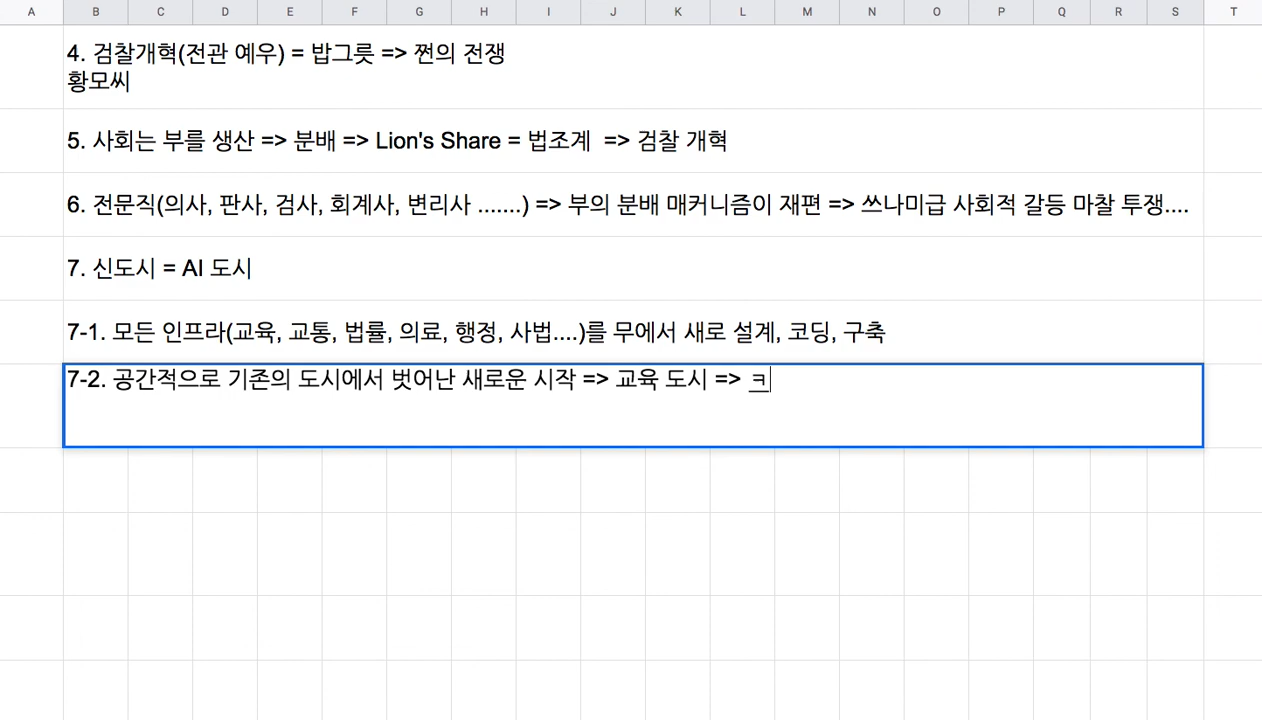 A B C D E F G H I J K L M N O P Q R S T
4. 검찰개혁(전관 예우) = 밥그릇 => 쩐의 전쟁
황모씨
5. 사회는 부를 생산 => 분배 => Lion's Share = 법조계 => 검찰 개혁
6. 전문직(의사, 판사, 검사, 회계사, 변리사 .......) => 부의 분배 매커니즘이 재편 => 쓰나미급 사회적 갈등 마찰 투쟁....
7. 신도시 = AI 도시
7-1. 모든 인프라(교육, 교통, 법률, 의료, 행정, 사법....)를 무에서 새로 설계, 코딩, 구축
7-2. 공간적으로 기존의 도시에서 벗어난 새로운 시작 => 교육 도시 => ㅋ